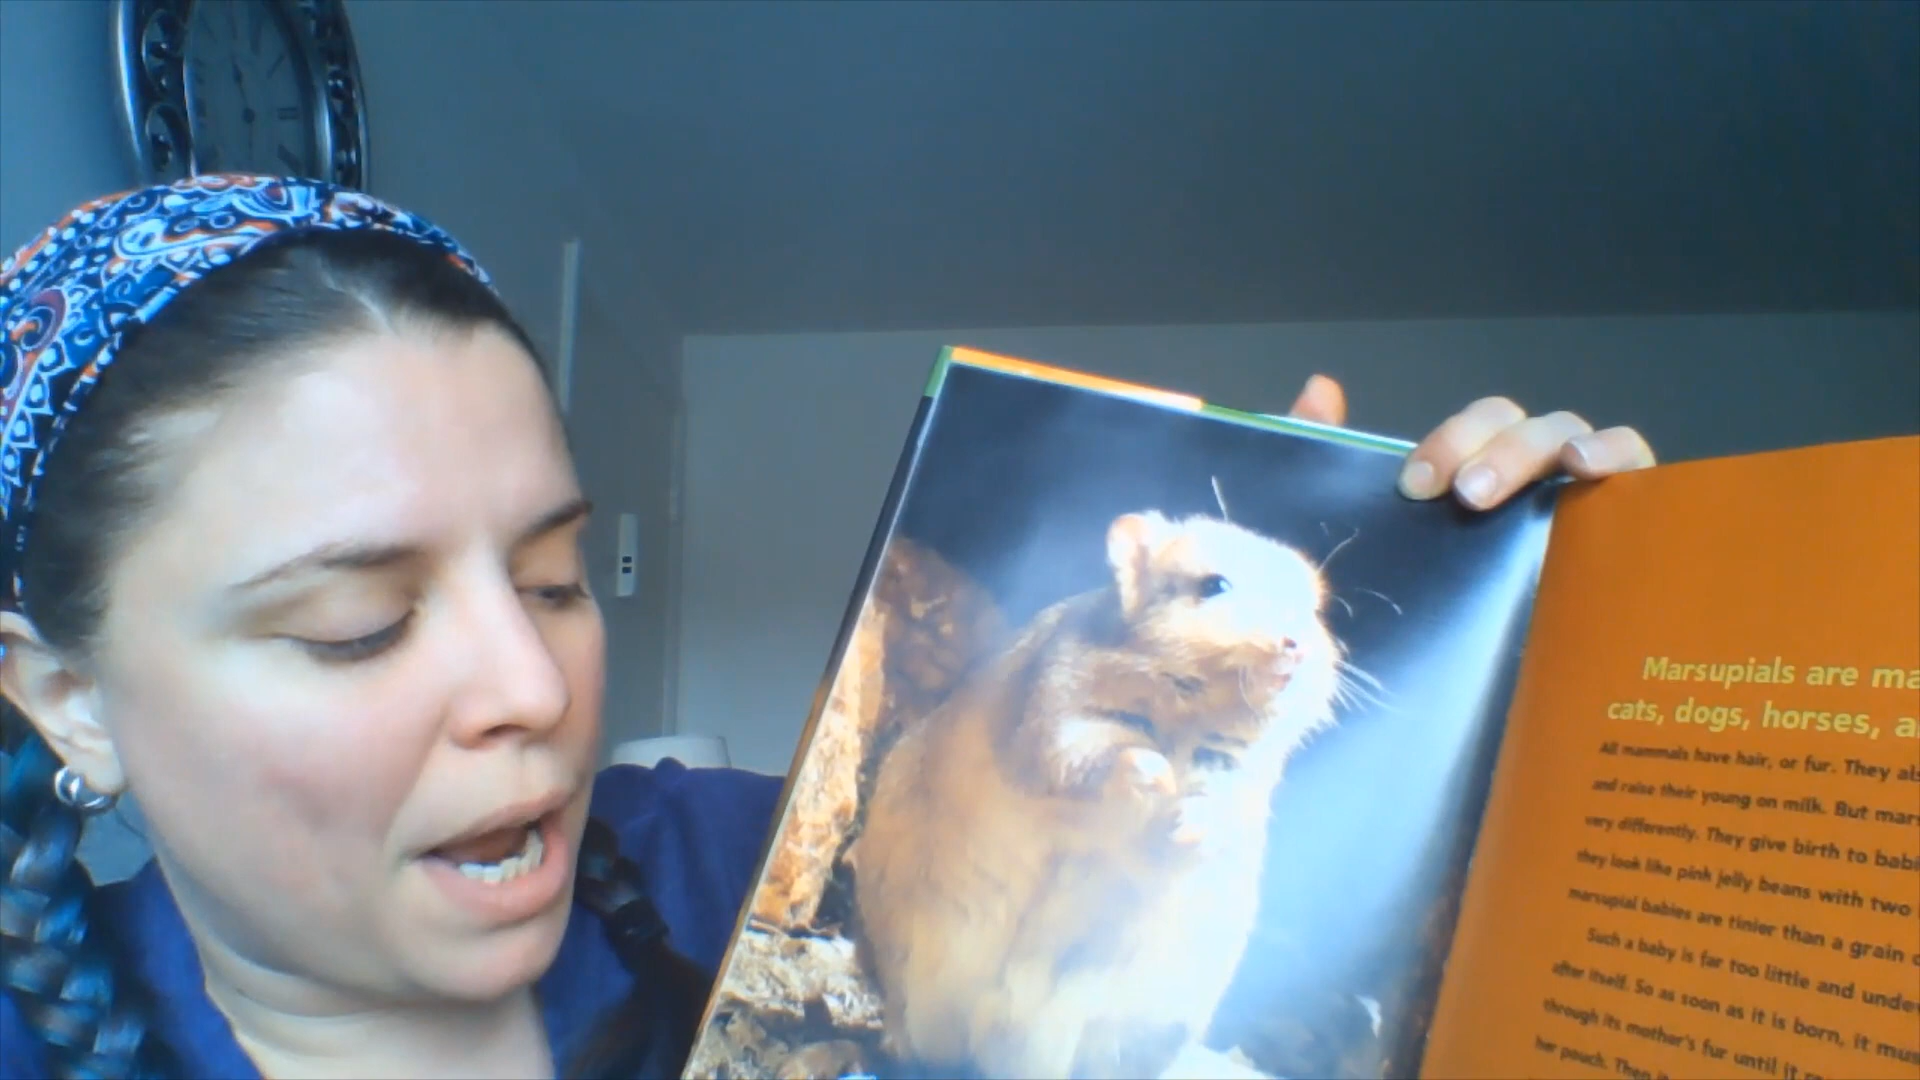 Marsupials are ma
cats, dogs, horses, a
All mammals have hair, or fur. They als
and raise their young on milk. But mars
very differently. They give birth to babi
they look like pink jelly beans with two
marsupial babies are tinier than a grain o
Such a baby is far too little and unde
after itself. So as soon as it is born, it mus
through its mother's fur until it re
her pouch. Then